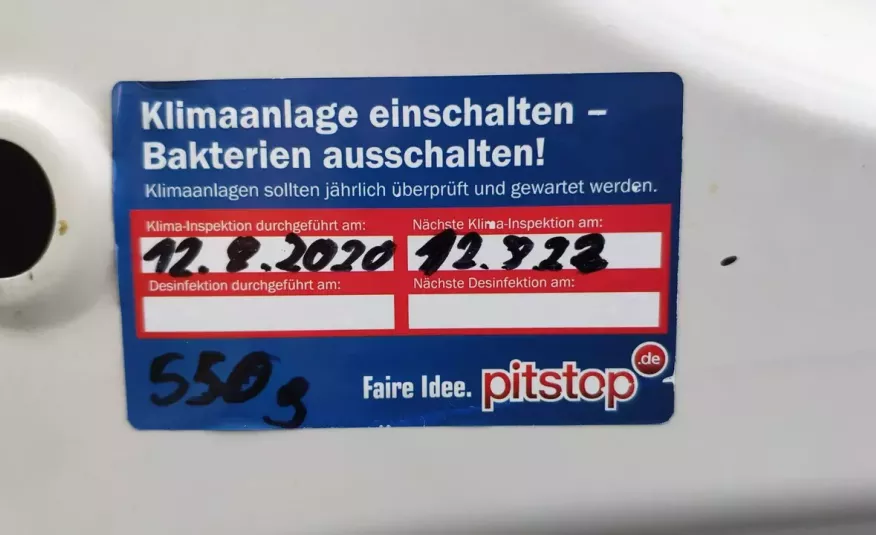 Klimaanlage einschalten –
Bakterien ausschalten!
Klimaanlagen sollten jährlich überprüft und gewartet werden.
Klima-Inspektion durchgeführt am:
12.8.2020
Nächste Klima-Inspektion am:
12.8.22
Desinfektion durchgeführt am:
Nächste Desinfektion am:
550g
Faire Idee. pitstop.de